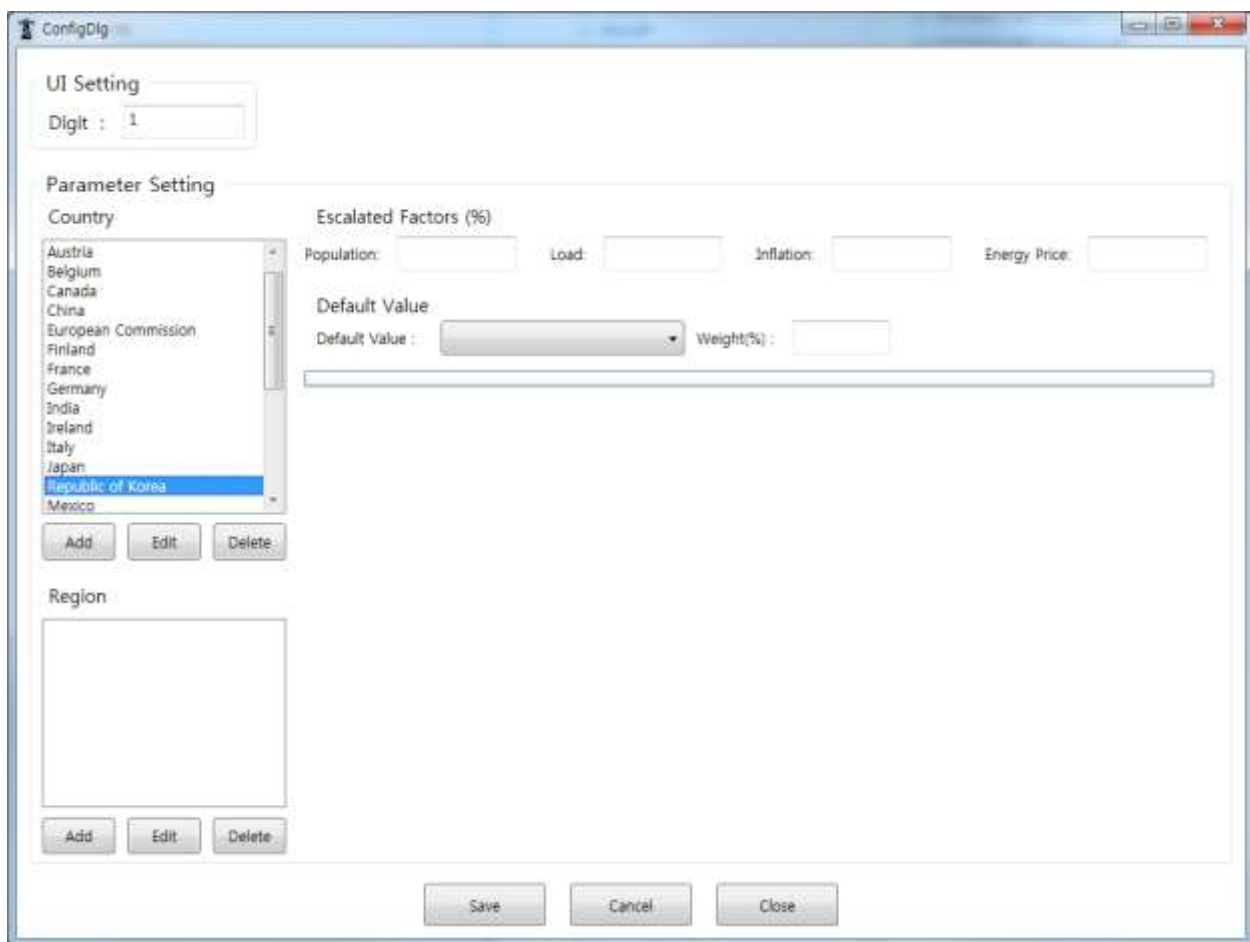 ConfigDlg
UI Setting
Digit : 1
Parameter Setting
Country
Escalated Factors (%)
Austria
Belgium
Canada
China
European Commission
Finland
France
Germany
India
Ireland
Italy
Japan
Republic of Korea
Mexico
Population:
Load:
Inflation:
Energy Price:
Default Value
Default Value :
Weight(%) :
Add Edit Delete
Region
Add Edit Delete
Save Cancel Close